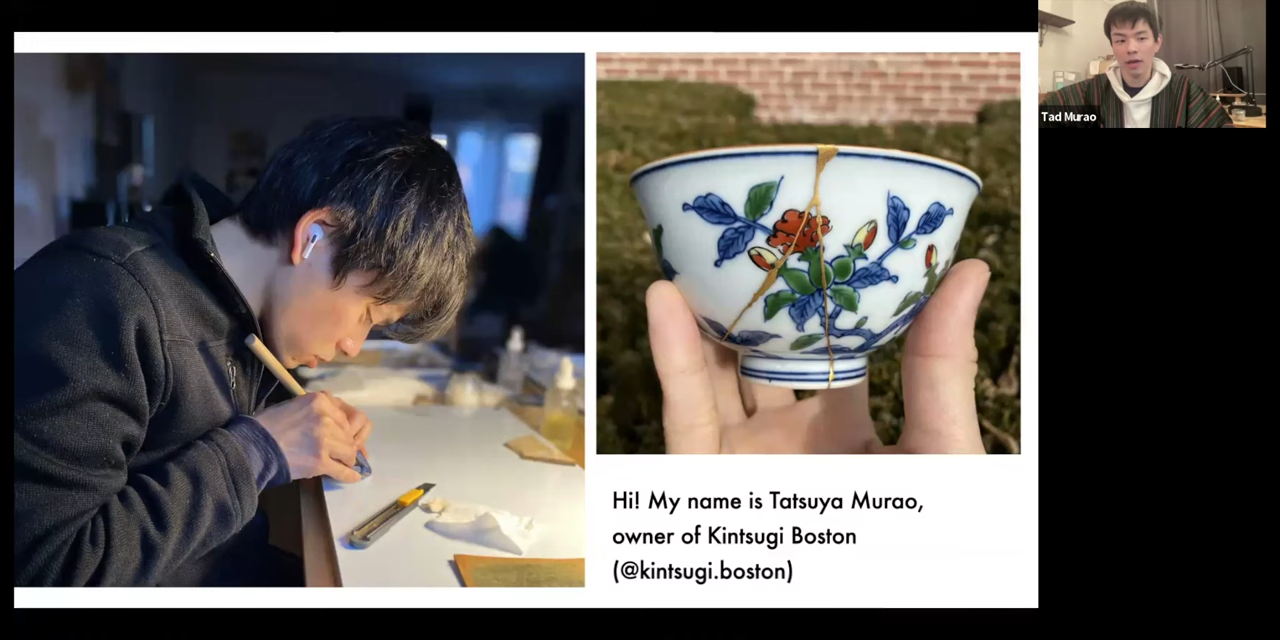 Tad Murao
Hi! My name is Tatsuya Murao,
owner of Kintsugi Boston
(@kintsugi.boston)